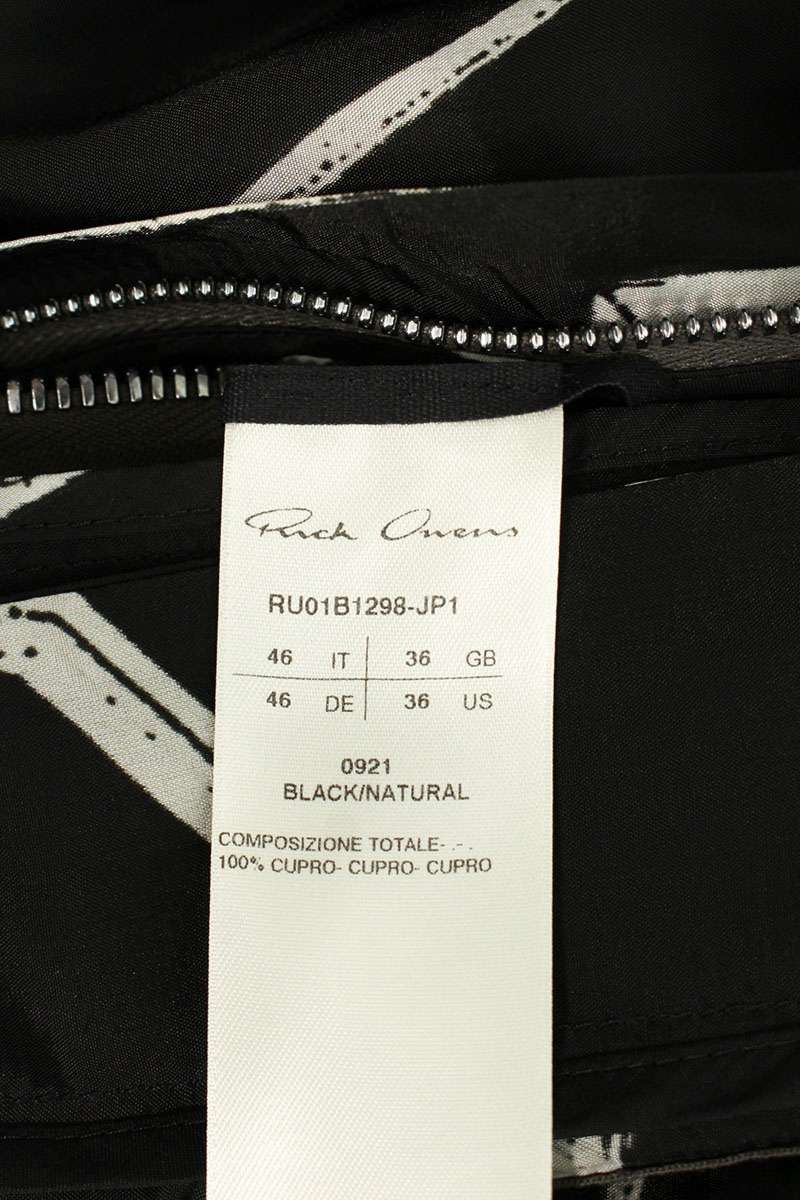 Rick Owens
RU01B1298-JP1
46 IT 36 GB
46 DE 36 US
0921
BLACK/NATURAL
COMPOSIZIONE TOTALE- .- .
100% CUPRO- CUPRO- CUPRO